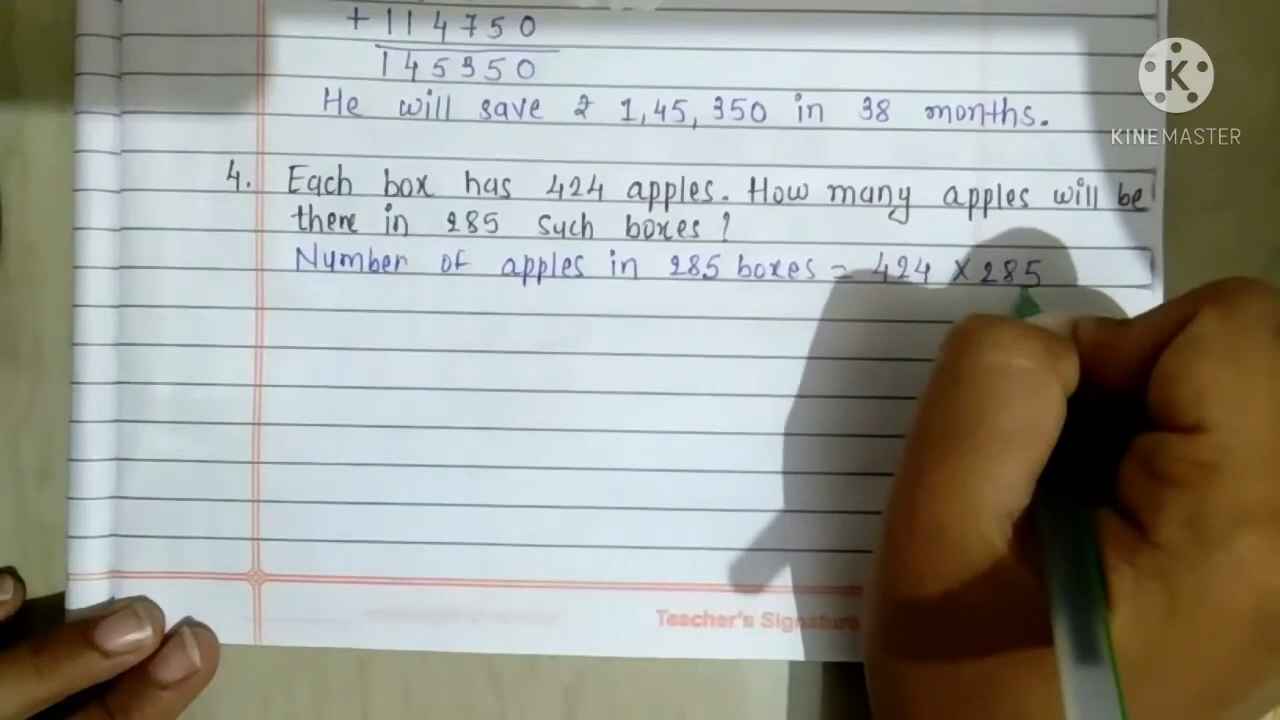 + 114750
145350
He will save ₹ 1,45,350 in 38 months.
KINEMASTER
4. Each box has 424 apples. How many apples will be
there in 285 such boxes?
Number of apples in 285 boxes = 424 × 285
Teacher's Signature